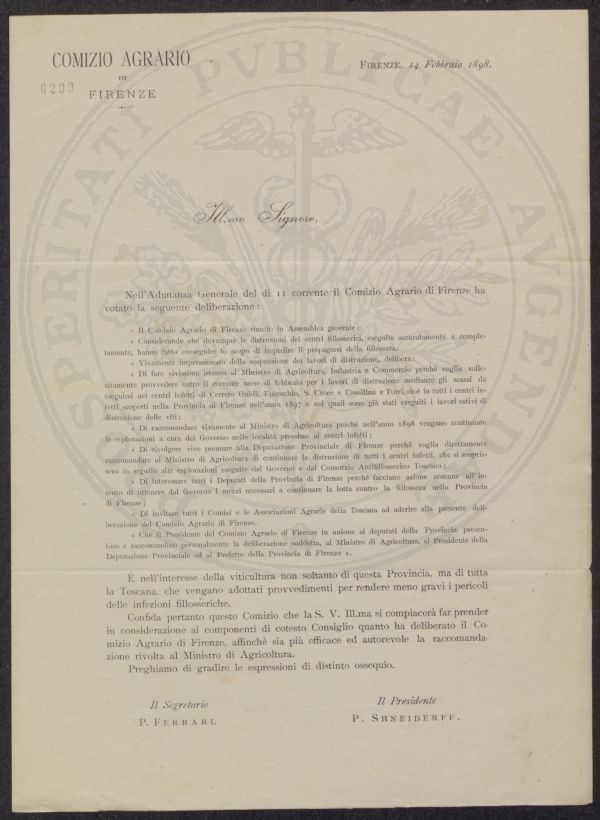 COMIZIO AGRARIO
DI
FIRENZE
6299
FIRENZE, 14 Febbraio 1898.
PROSPERITATI PVBLICAE AVGENDAE
Ill.mo Signore,
Nell'Adunanza Generale del dì 11 corrente il Comizio Agrario di Firenze ha
votato la seguente deliberazione :
« Il Comizio Agrario di Firenze riunito in Assemblea generale ;
« Considerando che dovunque le distruzioni dei centri fillosserici, eseguite accuratamente e comple-
tamente, hanno fatto conseguire lo scopo di impedire il propagarsi della fillossera.
« Vivamente impressionato della sospensione dei lavori di distruzione, delibera :
« Di fare vivissima istanza al Ministro di Agricoltura, Industria e Commercio perchè voglia solle-
citamente provvedere entro il corrente mese di febbraio per i lavori di distruzione mediante gli scassi da
eseguirsi nei centri infetti di Cerreto Guidi, Fucecchio, S. Croce e Casellina e Torri, cioè in tutti i centri in-
fetti scoperti nella Provincia di Firenze nell'anno 1897 e nei quali sono già stati eseguiti i lavori estivi di
distruzione delle viti ;
« Di raccomandare vivamente al Ministro di Agricoltura perchè nell'anno 1898 vengano continuate
le esplorazioni a cura del Governo nelle località prossime ai centri infetti ;
« Di rivolgere vive premure alla Deputazione Provinciale di Firenze perchè voglia direttamente
raccomandare al Ministro di Agricoltura di continuare la distruzione di tutti i centri infetti, che si scopris-
sero in seguito alle esplorazioni eseguite dal Governo e dal Consorzio Antifillosserico Toscano ;
« Di interessare tutti i Deputati della Provincia di Firenze perchè facciano azione comune all'in-
tento di ottenere dal Governo i mezzi necessari a continuare la lotta contro la fillossera nella Provincia
di Firenze ;
« Di invitare tutti i Comizi e le Associazioni Agrarie della Toscana ad aderire alla presente deli-
berazione del Comizio Agrario di Firenze.
« Che il Presidente del Comizio Agrario di Firenze in unione ai deputati della Provincia presen-
tino e raccomandino personalmente la deliberazione suddetta, al Ministro di Agricoltura, al Presidente della
Deputazione Provinciale ed al Prefetto della Provincia di Firenze ».
È nell'interesse della viticultura non soltanto di questa Provincia, ma di tutta
la Toscana, che vengano adottati provvedimenti per rendere meno gravi i pericoli
delle infezioni fillosseriche.
Confida pertanto questo Comizio che la S. V. Ill.ma si compiacerà far prender
in considerazione ai componenti di cotesto Consiglio quanto ha deliberato il Co-
mizio Agrario di Firenze, affinchè sia più efficace ed autorevole la raccomanda-
zione rivolta al Ministro di Agricoltura.
Preghiamo di gradire le espressioni di distinto ossequio.
Il Segretario
P. FERRARI.
Il Presidente
P. SHNEIDERFF.